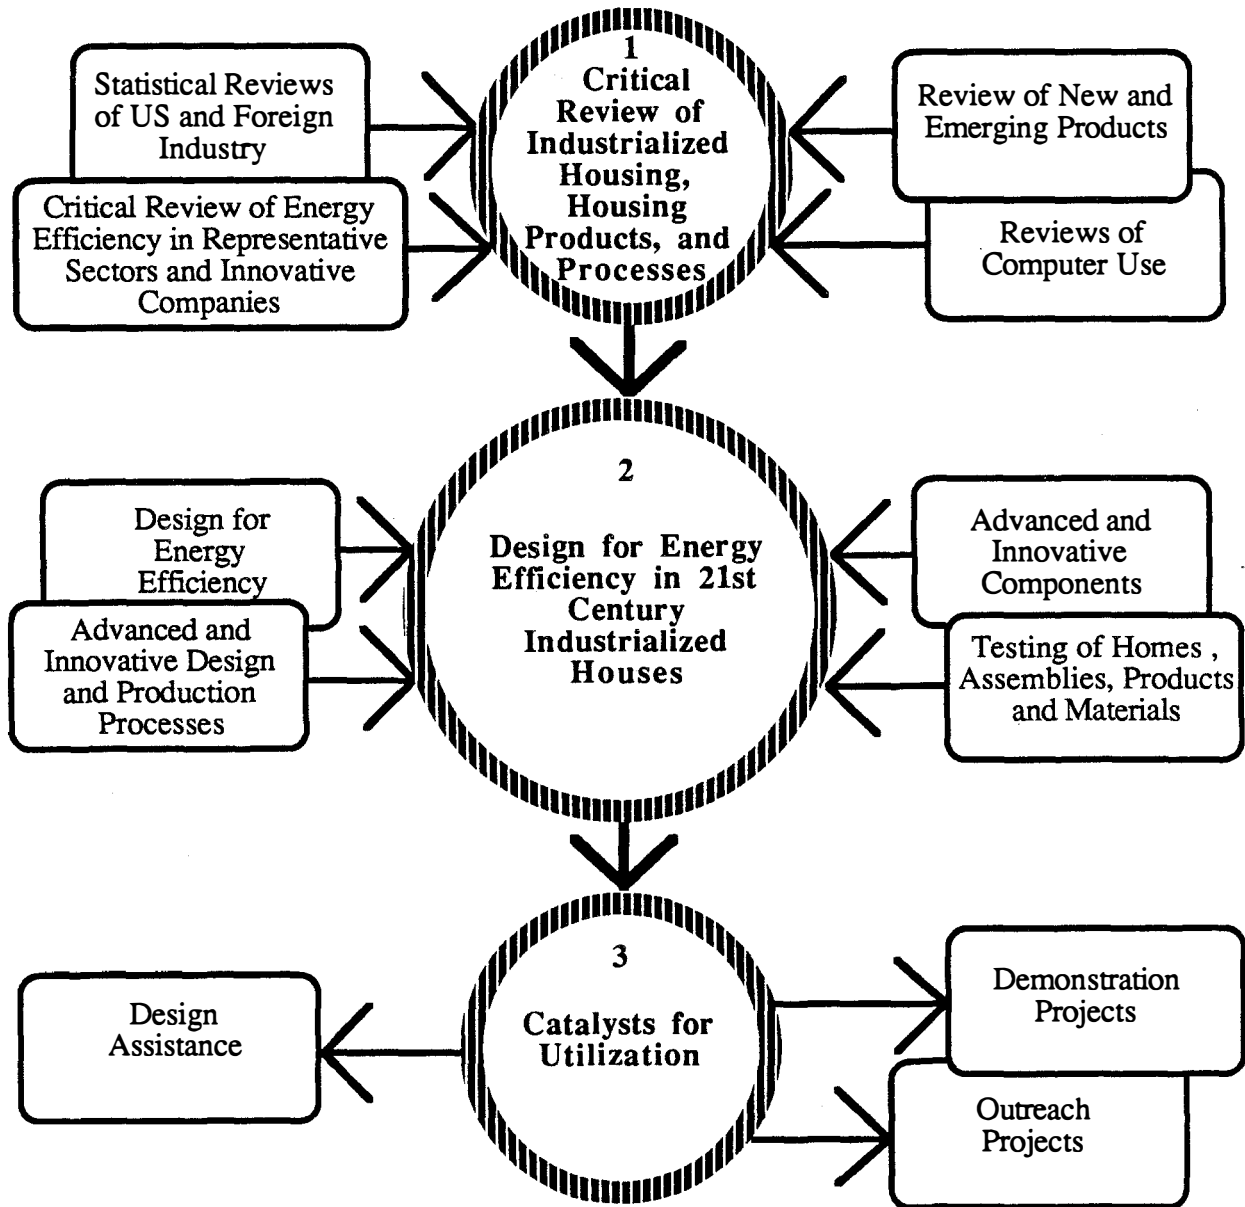 Statistical Reviews
of US and Foreign
Industry
Critical Review of Energy
Efficiency in Representative
Sectors and Innovative
Companies
1
Critical
Review of
Industrialized
Housing,
Housing
Products, and
Processes
Review of New and
Emerging Products
Reviews of
Computer Use
Design for
Energy
Efficiency
Advanced and
Innovative Design
and Production
Processes
2
Design for Energy
Efficiency in 21st
Century
Industrialized
Houses
Advanced and
Innovative
Components
Testing of Homes ,
Assemblies, Products
and Materials
Design
Assistance
3
Catalysts for
Utilization
Demonstration
Projects
Outreach
Projects